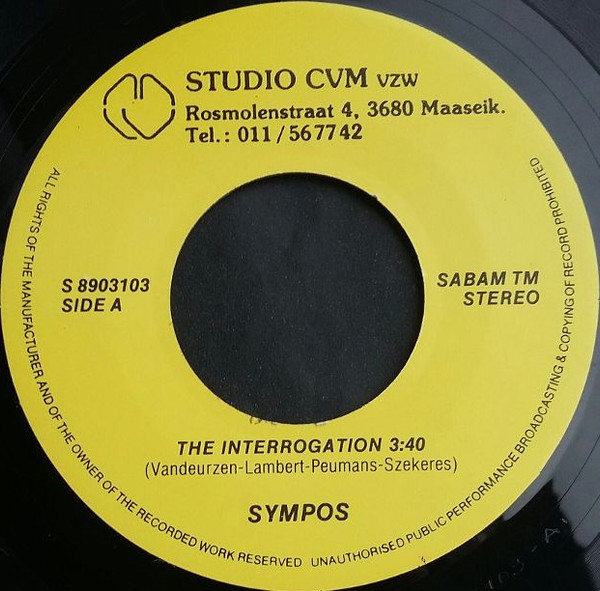 STUDIO CVM VZW
Rosmolenstraat 4, 3680 Maaseik.
Tel.: 011/567742
S 8903103
SIDE A
SABAM TM
STEREO
THE INTERROGATION 3:40
(Vandeurzen-Lambert-Peumans-Szekeres)
SYMPOS
ALL RIGHTS OF THE MANUFACTURER AND OF THE OWNER OF THE RECORDED WORK RESERVED UNAUTHORISED PUBLIC PERFORMANCE BROADCASTING & COPYING OF RECORD PROHIBITED